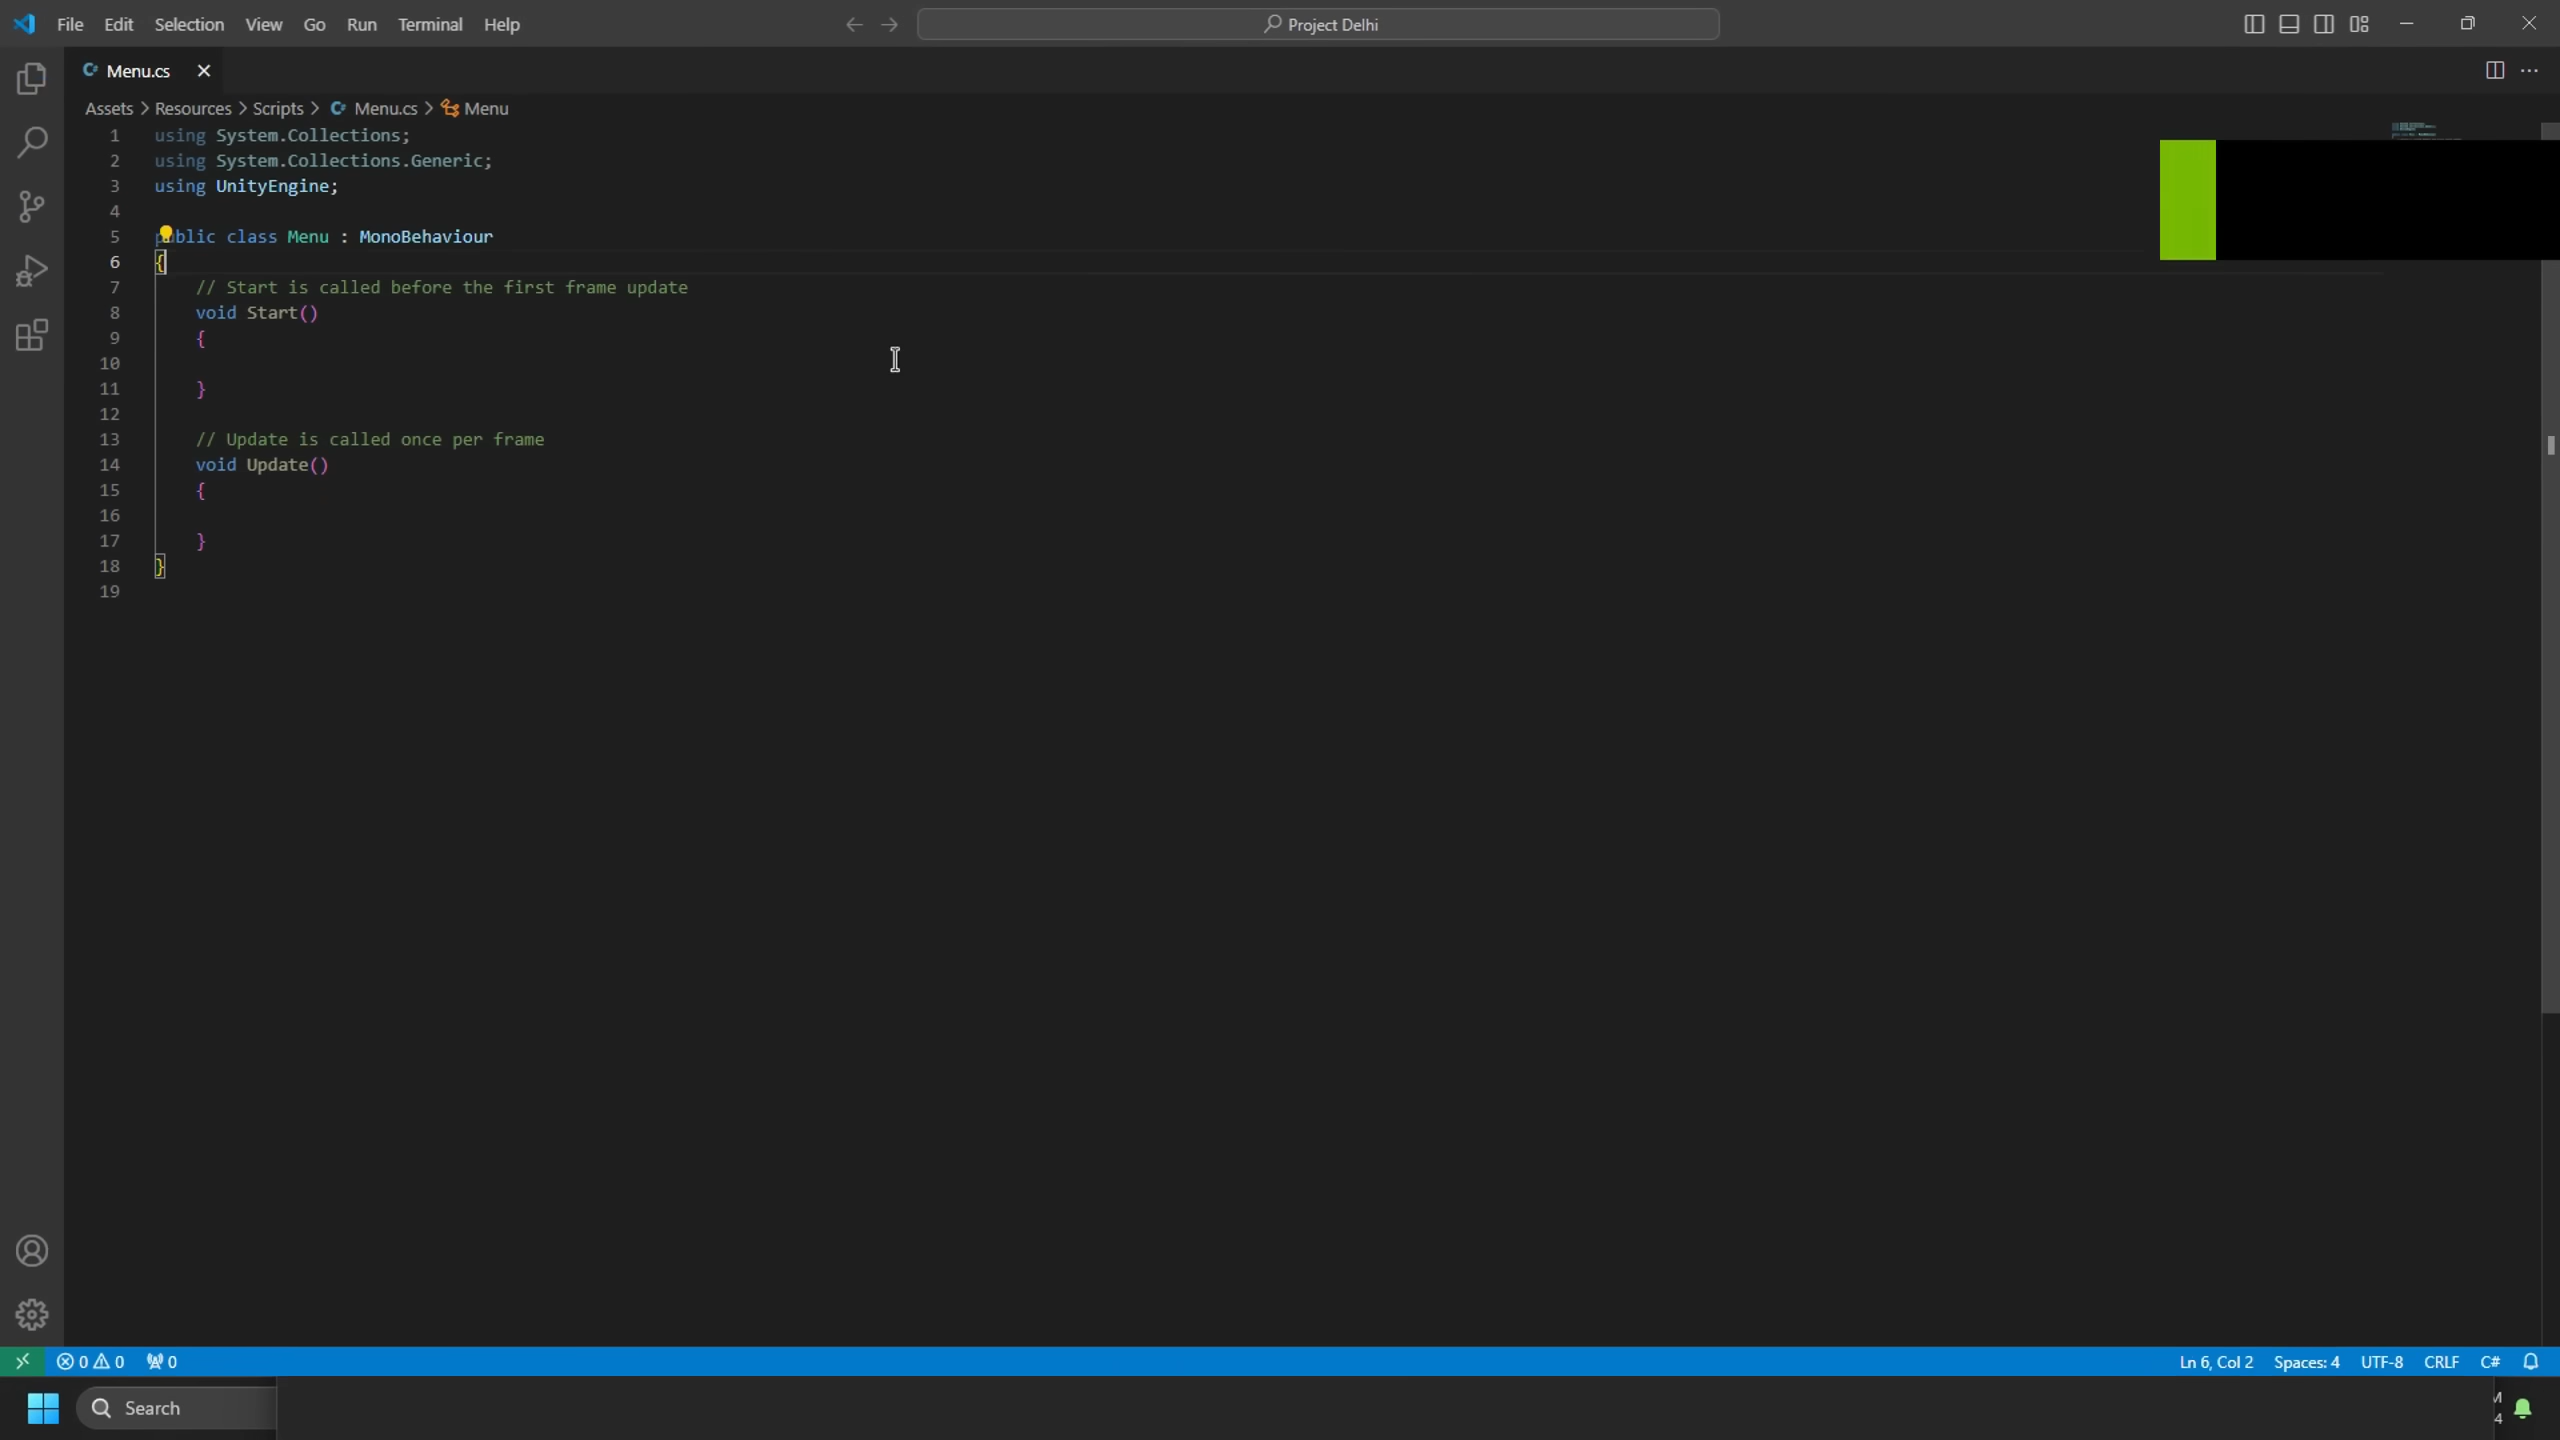 File Edit Selection View Go Run Terminal Help
Project Delhi
Menu.cs
Assets > Resources > Scripts > Menu.cs > Menu
1 using System.Collections;
2 using System.Collections.Generic;
3 using UnityEngine;
4
5 public class Menu : MonoBehaviour
6 {
7 // Start is called before the first frame update
8 void Start()
9 {
10
11 }
12
13 // Update is called once per frame
14 void Update()
15 {
16
17 }
18 }
19
0 0 0 Ln 6, Col 2 Spaces: 4 UTF-8 CRLF C#
Search